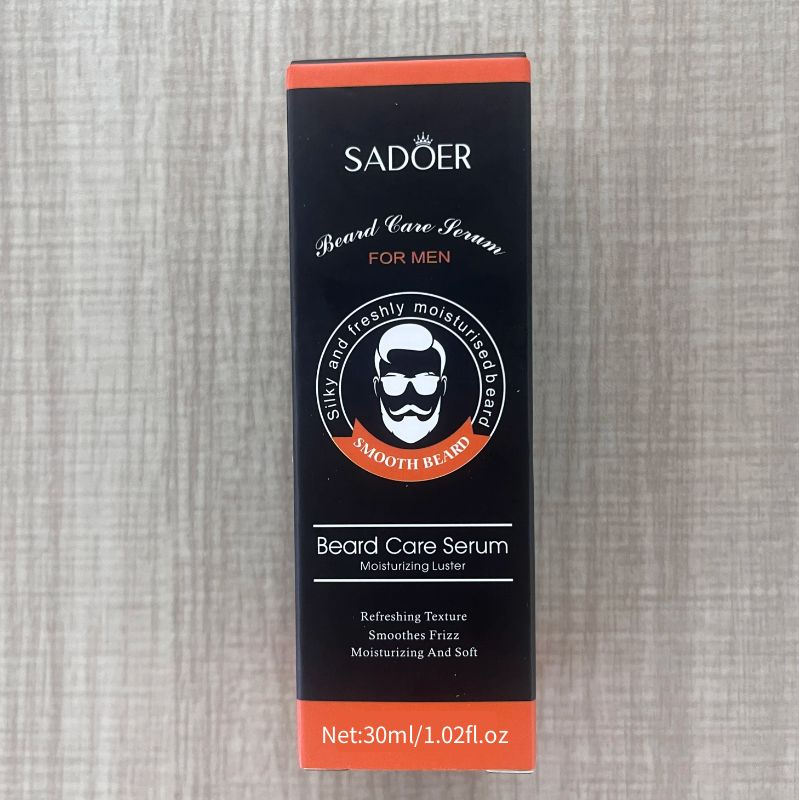 SADOER
Beard Care Serum
FOR MEN
Silky and freshly moisturised beard
SMOOTH BEARD
Beard Care Serum
Moisturizing Luster
Refreshing Texture
Smoothes Frizz
Moisturizing And Soft
Net:30ml/1.02fl.oz